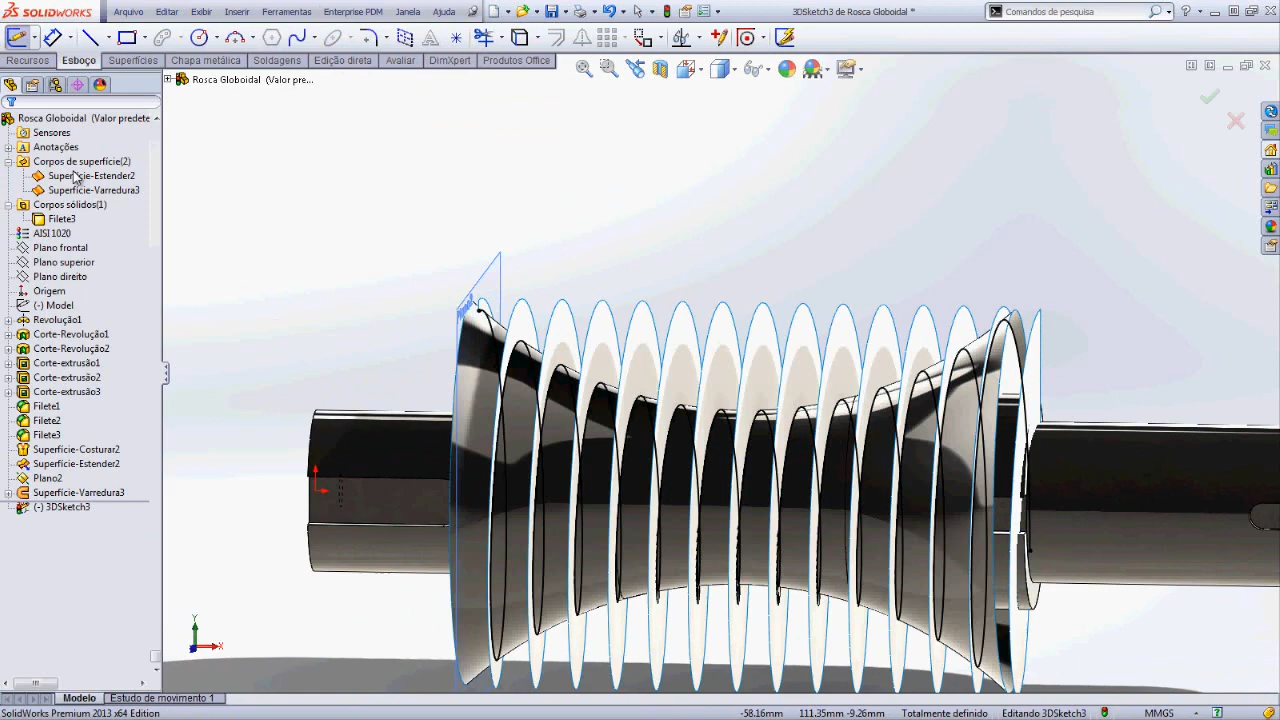 SOLIDWORKS Arquivo Editar Exibir Inserir Ferramentas Enterprise PDM Janela Ajuda 3DSketch3 de Rosca Globoidal * Comandos de pesquisa
Recursos Esboço Superfícies Chapa metálica Soldagens Edição direta Avaliar DimXpert Produtos Office
Rosca Globoidal (Valor pre...
Rosca Globoidal (Valor predete
Sensores
Anotações
Corpos de superfície(2)
Superfície-Estender2
Superfície-Varredura3
Corpos sólidos(1)
Filete3
AISI 1020
Plano frontal
Plano superior
Plano direito
Origem
(-) Model
Revolução1
Corte-Revolução1
Corte-Revolução2
Corte-extrusão1
Corte-extrusão2
Corte-extrusão3
Filete1
Filete2
Filete3
Superfície-Costurar2
Superfície-Estender2
Plano2
Superfície-Varredura3
(-) 3DSketch3
Y
X
Modelo Estudo de movimento 1
SolidWorks Premium 2013 x64 Edition -58.16mm 111.35mm -9.26mm Totalmente definido Editando 3DSketch3 MMGS